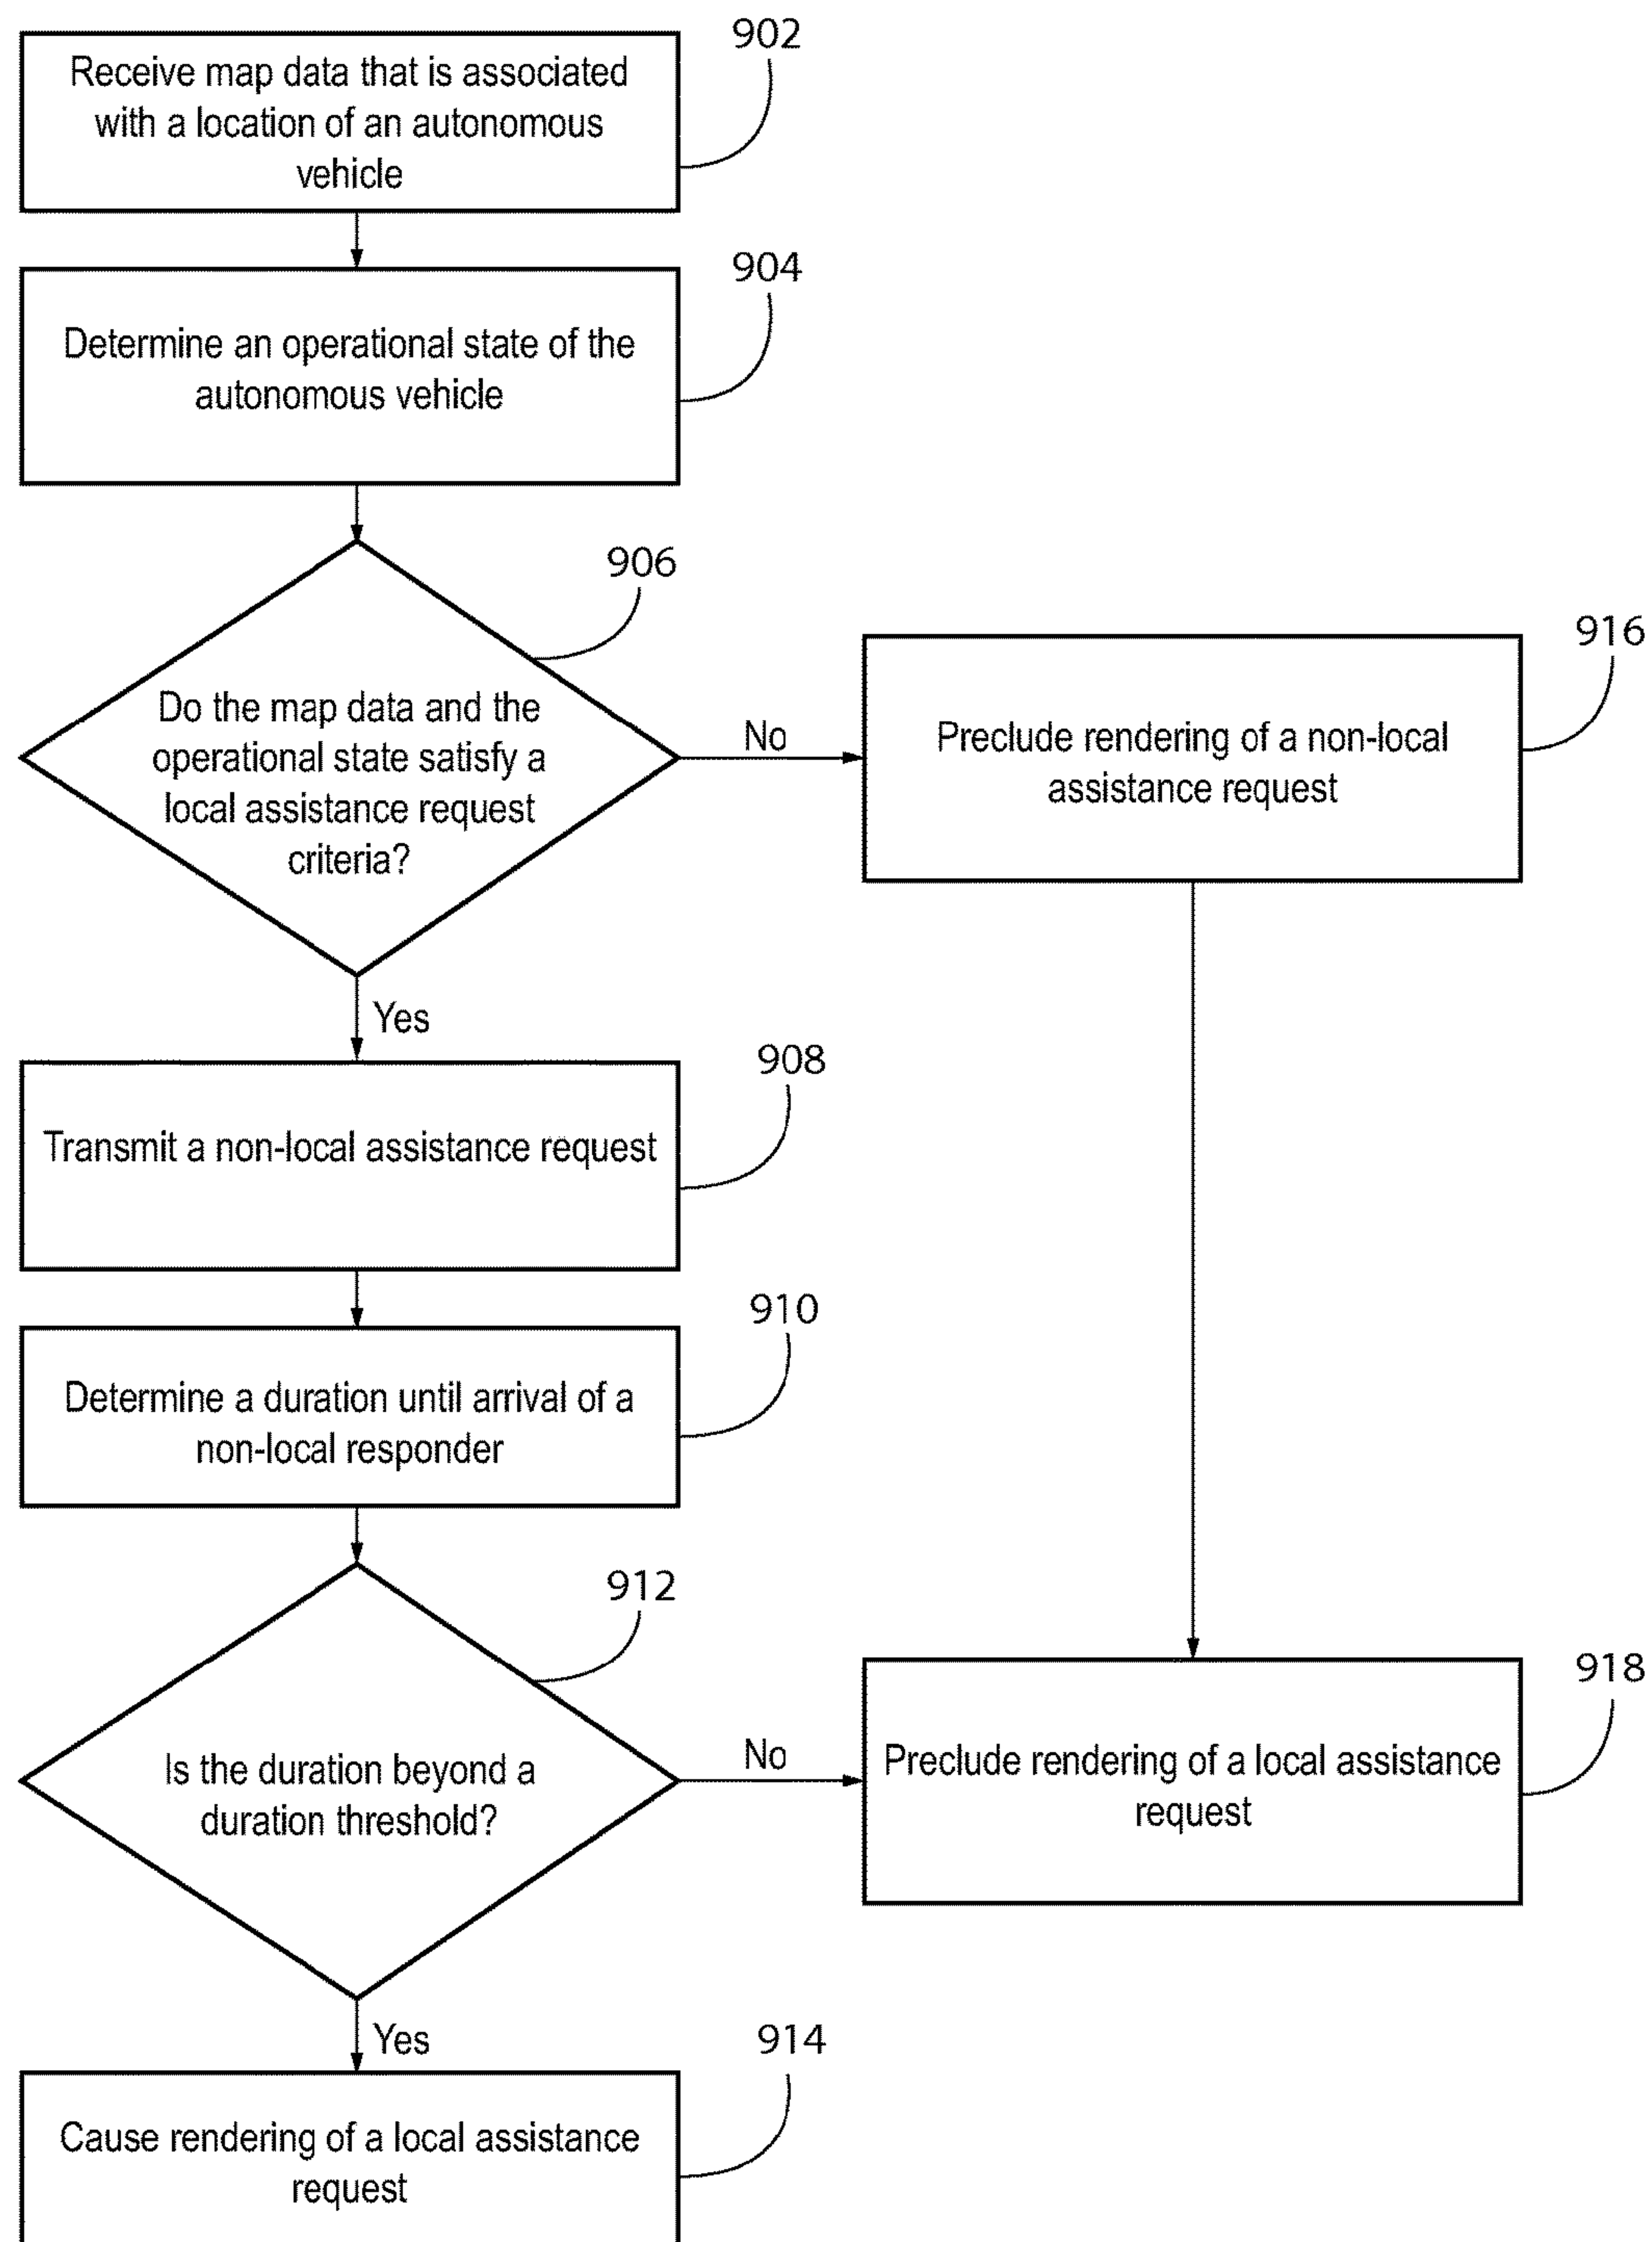 902
Receive map data that is associated
with a location of an autonomous
vehicle
904
Determine an operational state of the
autonomous vehicle
906
Do the map data and the
operational state satisfy a
local assistance request
criteria?
No
916
Preclude rendering of a non-local
assistance request
Yes
908
Transmit a non-local assistance request
910
Determine a duration until arrival of a
non-local responder
912
Is the duration beyond a
duration threshold?
No
918
Preclude rendering of a local assistance
request
Yes
914
Cause rendering of a local assistance
request